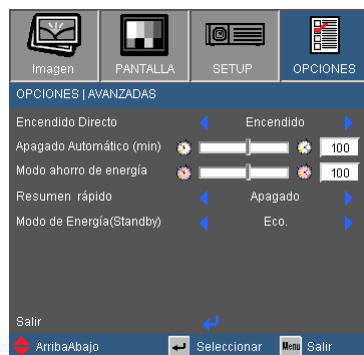 Imagen PANTALLA SETUP OPCIONES
OPCIONES | AVANZADAS
Encendido Directo Encendido
Apagado Automático (min) 100
Modo ahorro de energía 100
Resumen rápido Apagado
Modo de Energía(Standby) Eco.
Salir
ArribaAbajo Seleccionar Menu Salir